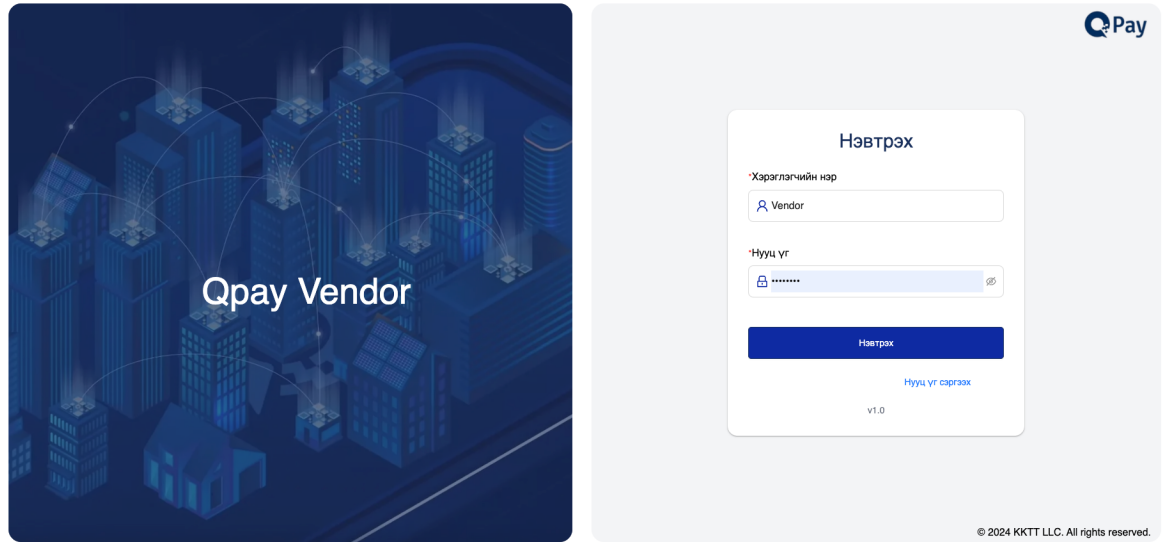 Qpay Vendor
QPay
Нэвтрэх
*Хэрэглэгчийн нэр
Vendor
*Нууц үг
••••••••
Нэвтрэх
Нууц үг сэргээх
v1.0
© 2024 KKTT LLC. All rights reserved.